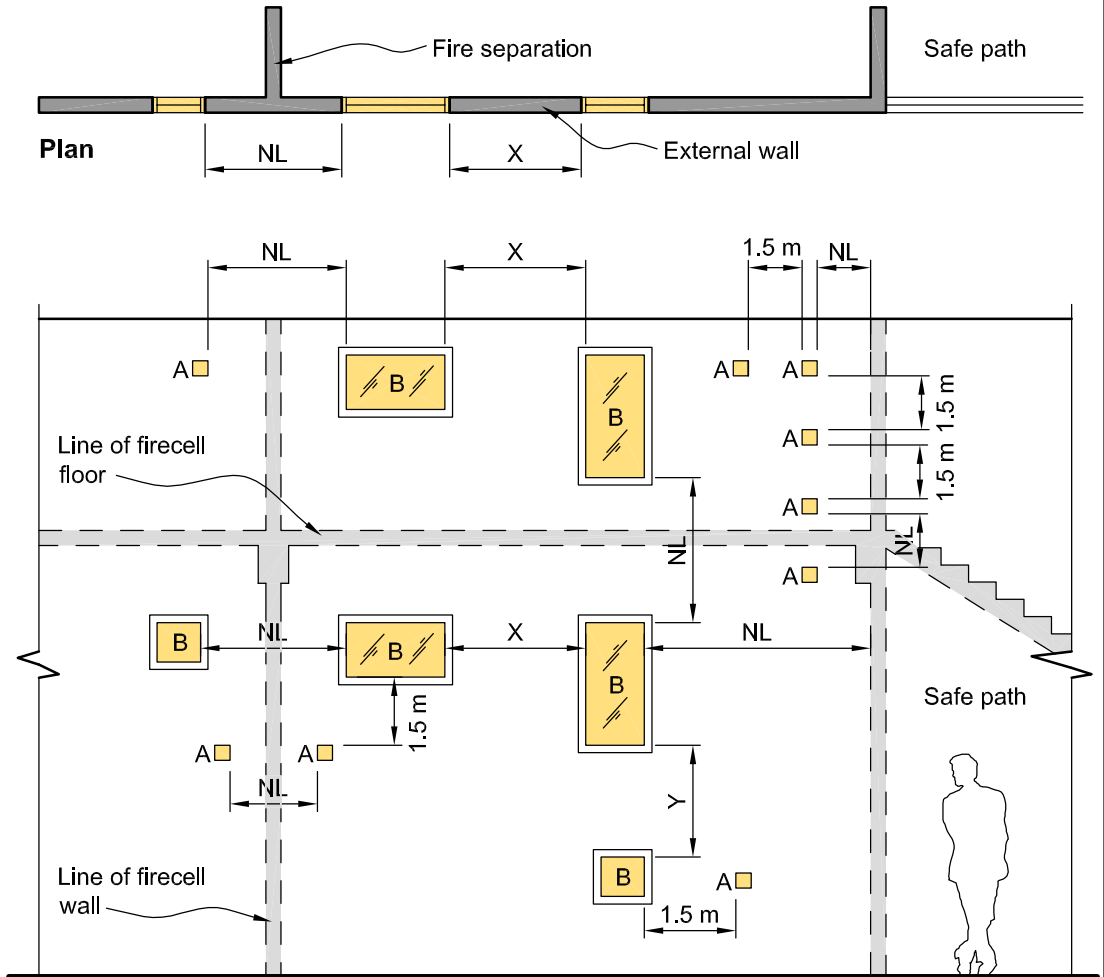 Fire separation
Safe path
Plan
NL
X
External wall
NL
X
1.5 m
NL
A
B
B
A
A
1.5 m
A
1.5 m
Line of firecell
floor
A
NL
NL
A
B
NL
B
X
B
NL
1.5 m
Safe path
A
A
NL
Y
Line of firecell
wall
B
A
1.5 m